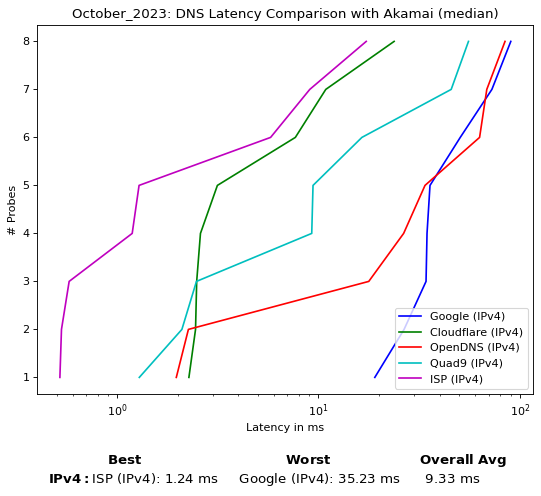 October_2023: DNS Latency Comparison with Akamai (median)
# Probes
8
7
6
5
4
3
2
1
Google (IPv4)
Cloudflare (IPv4)
OpenDNS (IPv4)
Quad9 (IPv4)
ISP (IPv4)
10⁰ 10¹ 10²
Latency in ms
Best Worst Overall Avg
IPv4: ISP (IPv4): 1.24 ms Google (IPv4): 35.23 ms 9.33 ms